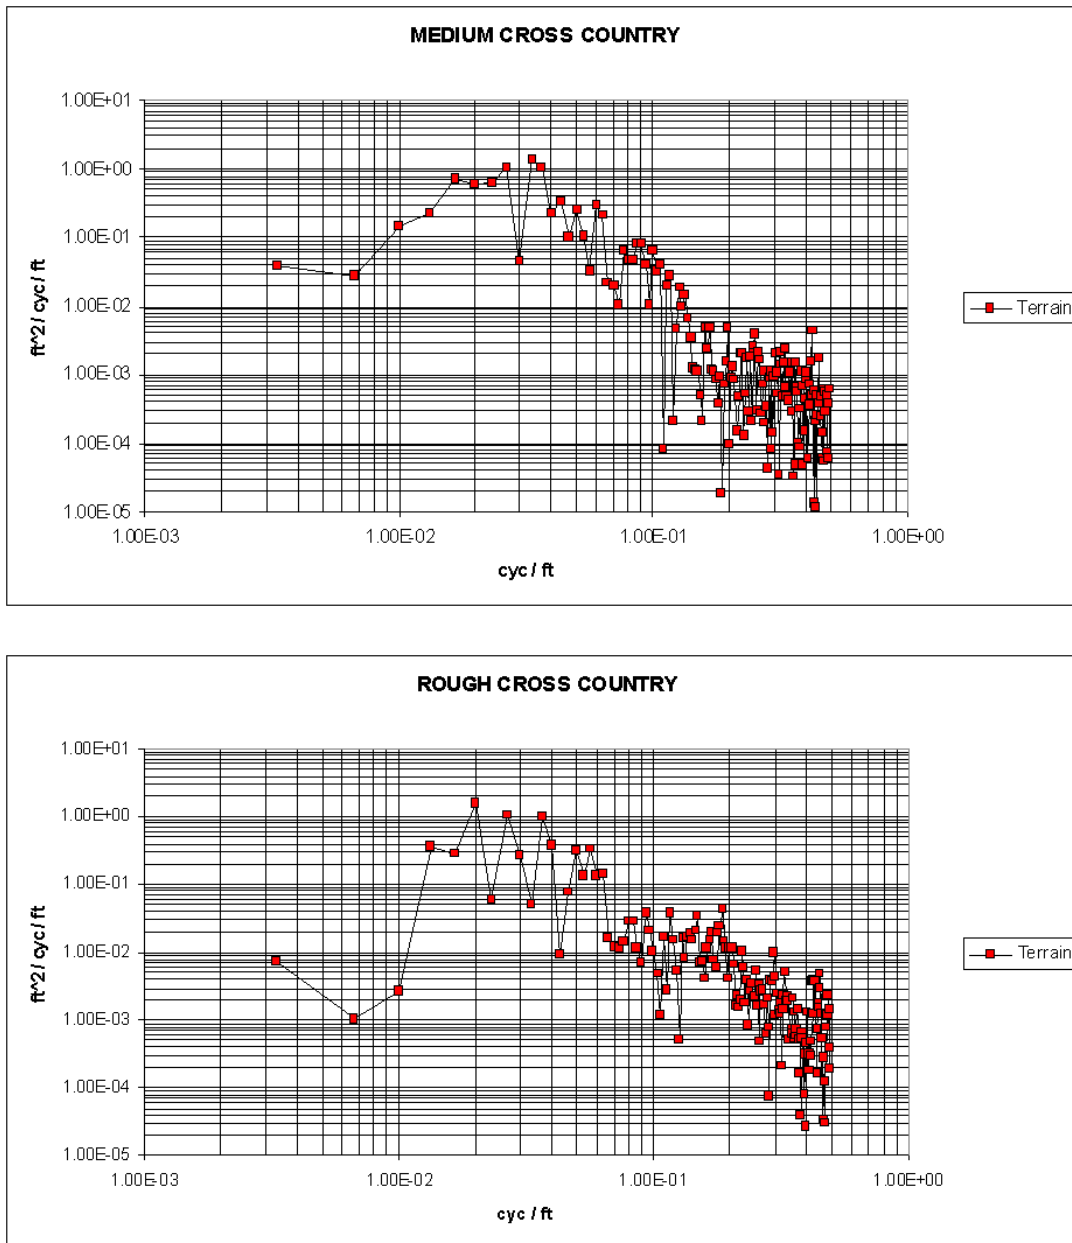 MEDIUM CROSS COUNTRY
1.00E+01
1.00E+00
1.00E-01
1.00E-02
1.00E-03
1.00E-04
1.00E-05
ft^2 / cyc / ft
1.00E-03 1.00E-02 1.00E-01 1.00E+00
cyc / ft
Terrain
ROUGH CROSS COUNTRY
1.00E+01
1.00E+00
1.00E-01
1.00E-02
1.00E-03
1.00E-04
1.00E-05
ft^2 / cyc / ft
1.00E-03 1.00E-02 1.00E-01 1.00E+00
cyc / ft
Terrain